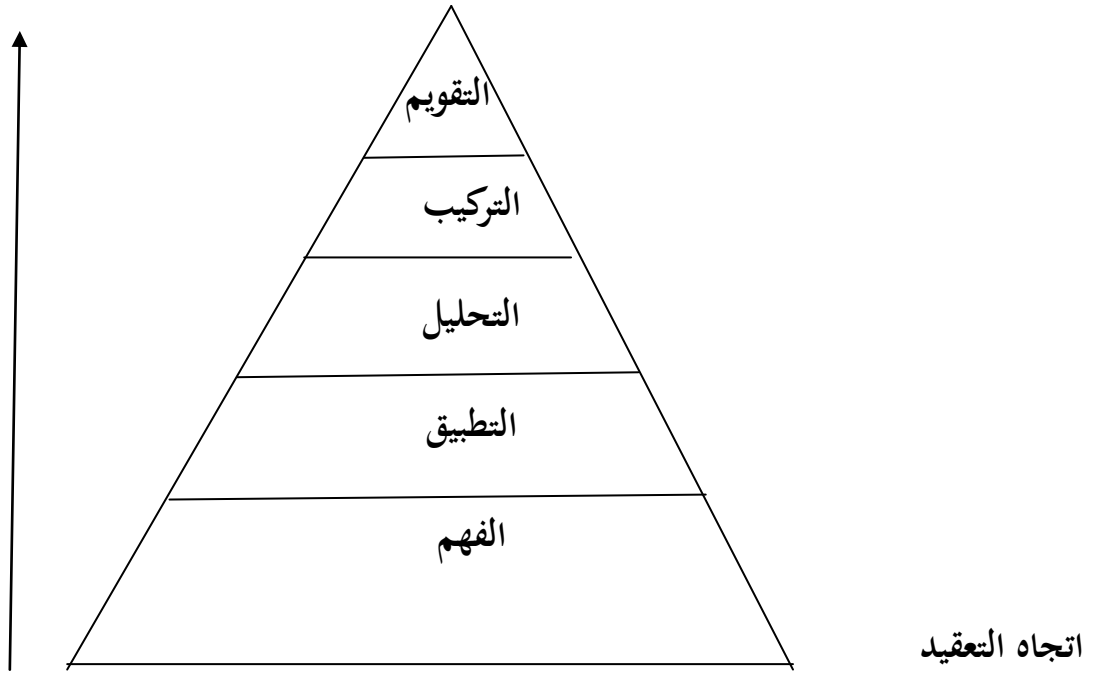 التقويم
التركيب
التحليل
التطبيق
الفهم
اتجاه التعقيد